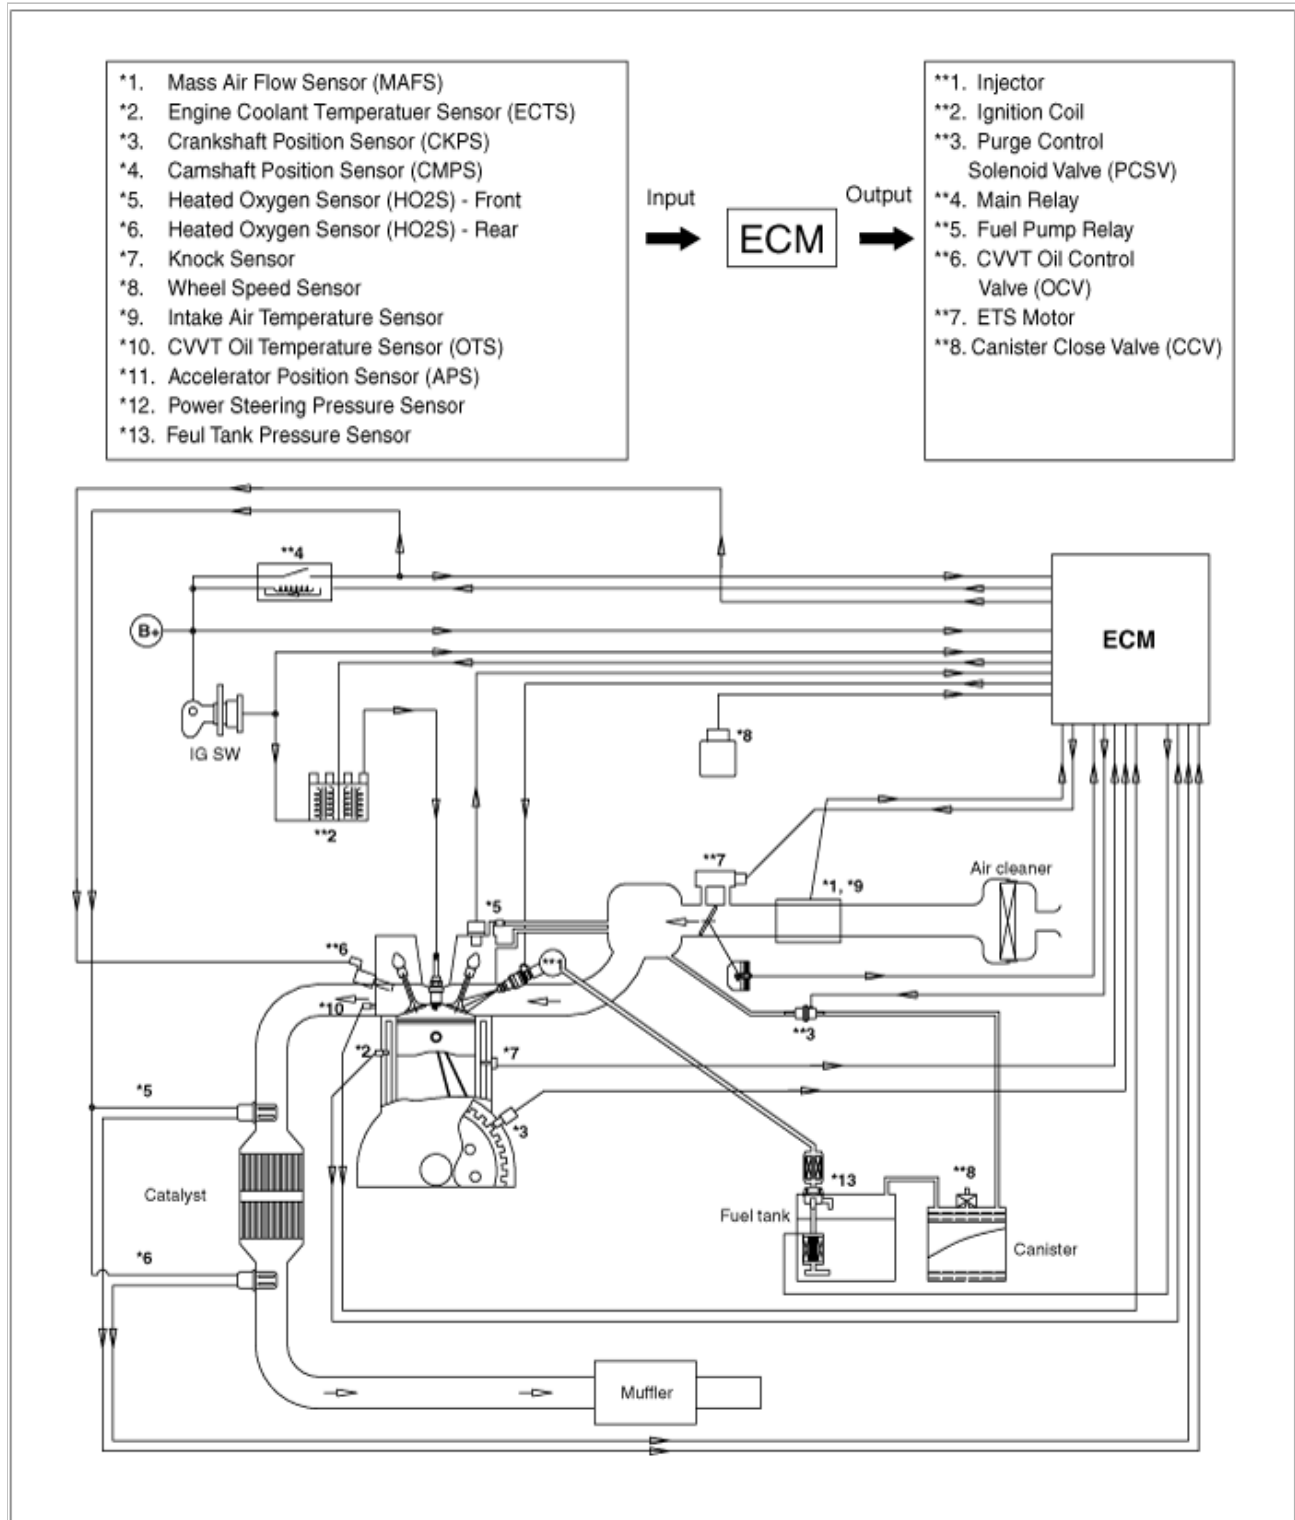 *1. Mass Air Flow Sensor (MAFS)
*2. Engine Coolant Temperatuer Sensor (ECTS)
*3. Crankshaft Position Sensor (CKPS)
*4. Camshaft Position Sensor (CMPS)
*5. Heated Oxygen Sensor (HO2S) - Front
*6. Heated Oxygen Sensor (HO2S) - Rear
*7. Knock Sensor
*8. Wheel Speed Sensor
*9. Intake Air Temperature Sensor
*10. CVVT Oil Temperature Sensor (OTS)
*11. Accelerator Position Sensor (APS)
*12. Power Steering Pressure Sensor
*13. Feul Tank Pressure Sensor
Input
ECM
Output
**1. Injector
**2. Ignition Coil
**3. Purge Control
Solenoid Valve (PCSV)
**4. Main Relay
**5. Fuel Pump Relay
**6. CVVT Oil Control
Valve (OCV)
**7. ETS Motor
**8. Canister Close Valve (CCV)
**4
B+
ECM
IG SW
*8
**2
**7
Air cleaner
*1, *9
*5
**6
**1
*10
**3
*2
*7
*5
*3
Catalyst
*13
**8
Fuel tank
Canister
*6
Muffler